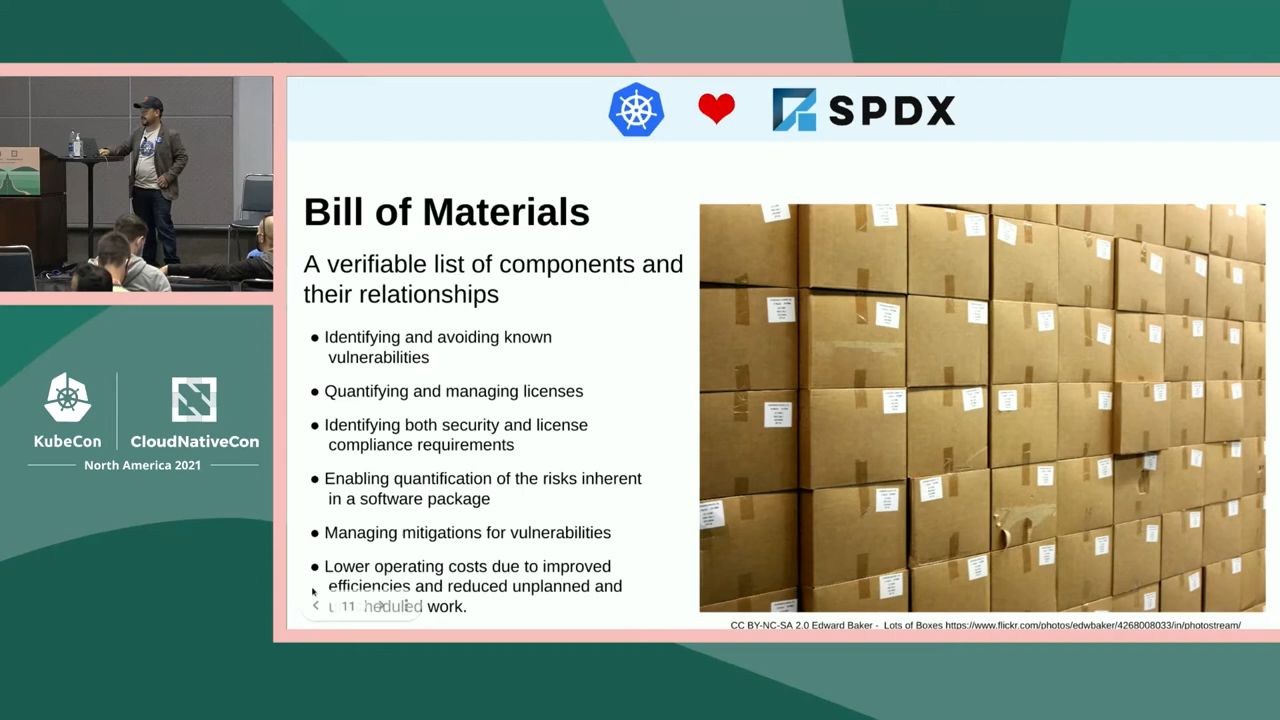 SPDX
Bill of Materials
A verifiable list of components and
their relationships
● Identifying and avoiding known
vulnerabilities
● Quantifying and managing licenses
● Identifying both security and license
compliance requirements
● Enabling quantification of the risks inherent
in a software package
● Managing mitigations for vulnerabilities
● Lower operating costs due to improved
efficiencies and reduced unplanned and
work.
11
CC BY-NC-SA 2.0 Edward Baker - Lots of Boxes https://www.flickr.com/photos/edwbaker/4268008033/in/photostream/
KubeCon
CloudNativeCon
North America 2021